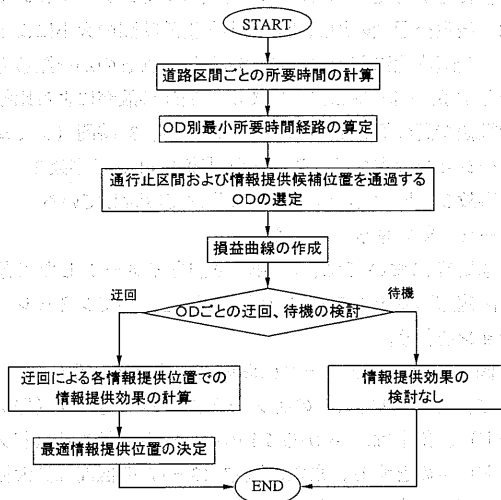 START
道路区間ごとの所要時間の計算
OD別最小所要時間経路の算定
通行止区間および情報提供候補位置を通過する
ODの選定
損益曲線の作成
迂回
待機
ODごとの迂回、待機の検討
迂回による各情報提供位置での
情報提供効果の計算
情報提供効果の
検討なし
最適情報提供位置の決定
END